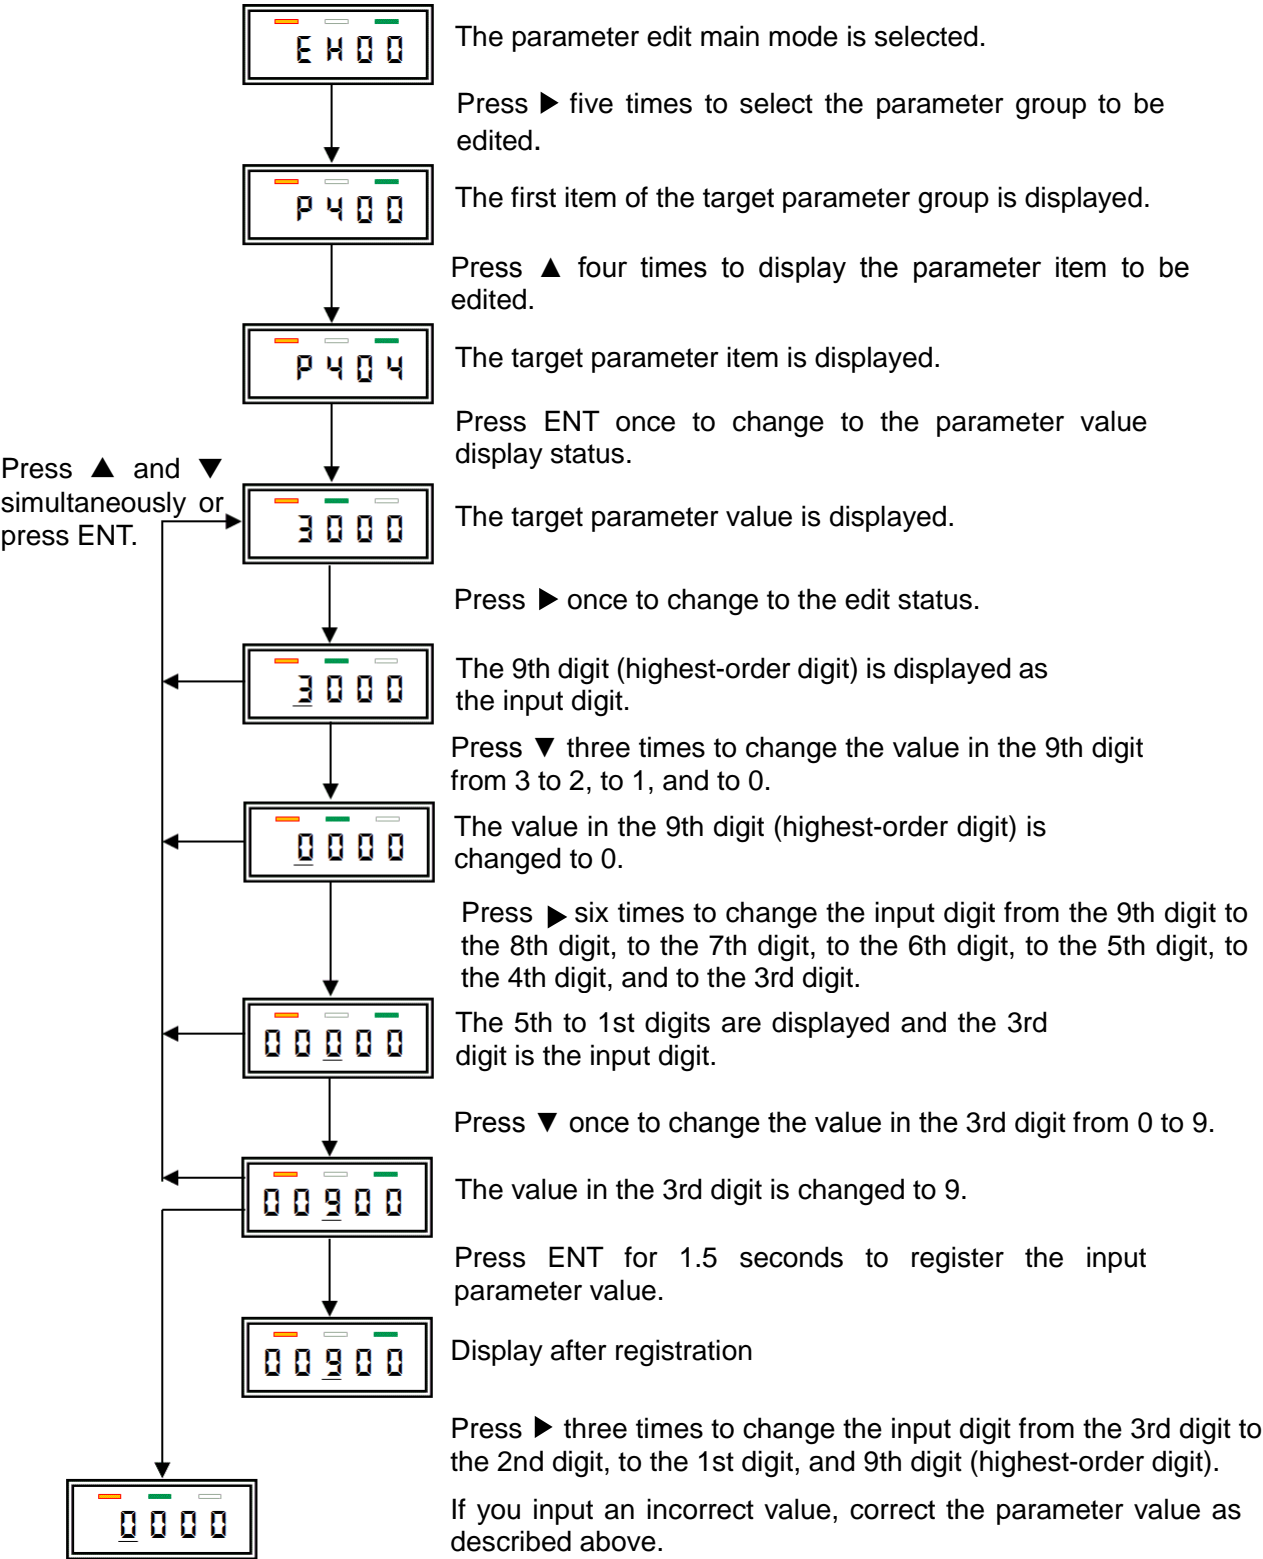 EH00
The parameter edit main mode is selected.
Press ▶ five times to select the parameter group to be
edited.
P400
The first item of the target parameter group is displayed.
Press ▲ four times to display the parameter item to be
edited.
P404
The target parameter item is displayed.
Press ENT once to change to the parameter value
display status.
Press ▲ and ▼
simultaneously or
press ENT.
3000
The target parameter value is displayed.
Press ▶ once to change to the edit status.
3000
The 9th digit (highest-order digit) is displayed as
the input digit.
Press ▼ three times to change the value in the 9th digit
from 3 to 2, to 1, and to 0.
0000
The value in the 9th digit (highest-order digit) is
changed to 0.
Press ▶ six times to change the input digit from the 9th digit to
the 8th digit, to the 7th digit, to the 6th digit, to the 5th digit, to
the 4th digit, and to the 3rd digit.
00000
The 5th to 1st digits are displayed and the 3rd
digit is the input digit.
Press ▼ once to change the value in the 3rd digit from 0 to 9.
00900
The value in the 3rd digit is changed to 9.
Press ENT for 1.5 seconds to register the input
parameter value.
00900
Display after registration
Press ▶ three times to change the input digit from the 3rd digit to
the 2nd digit, to the 1st digit, and 9th digit (highest-order digit).
0000
If you input an incorrect value, correct the parameter value as
described above.